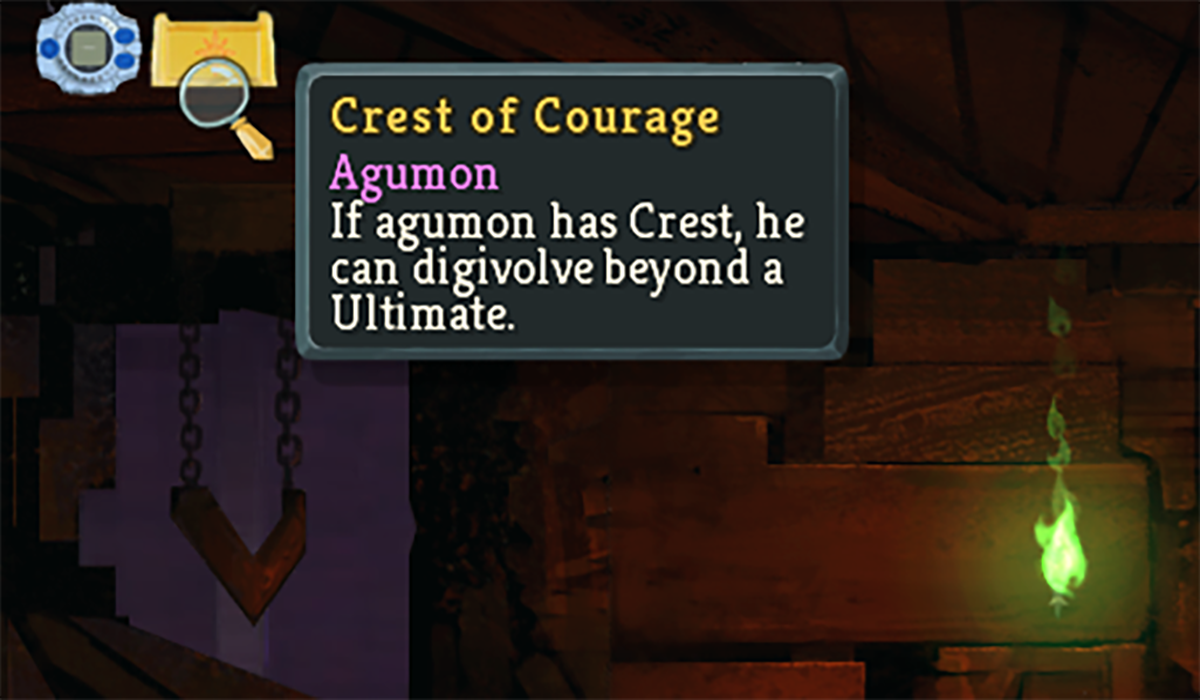 Crest of Courage
Agumon
If agumon has Crest, he
can digivolve beyond a
Ultimate.